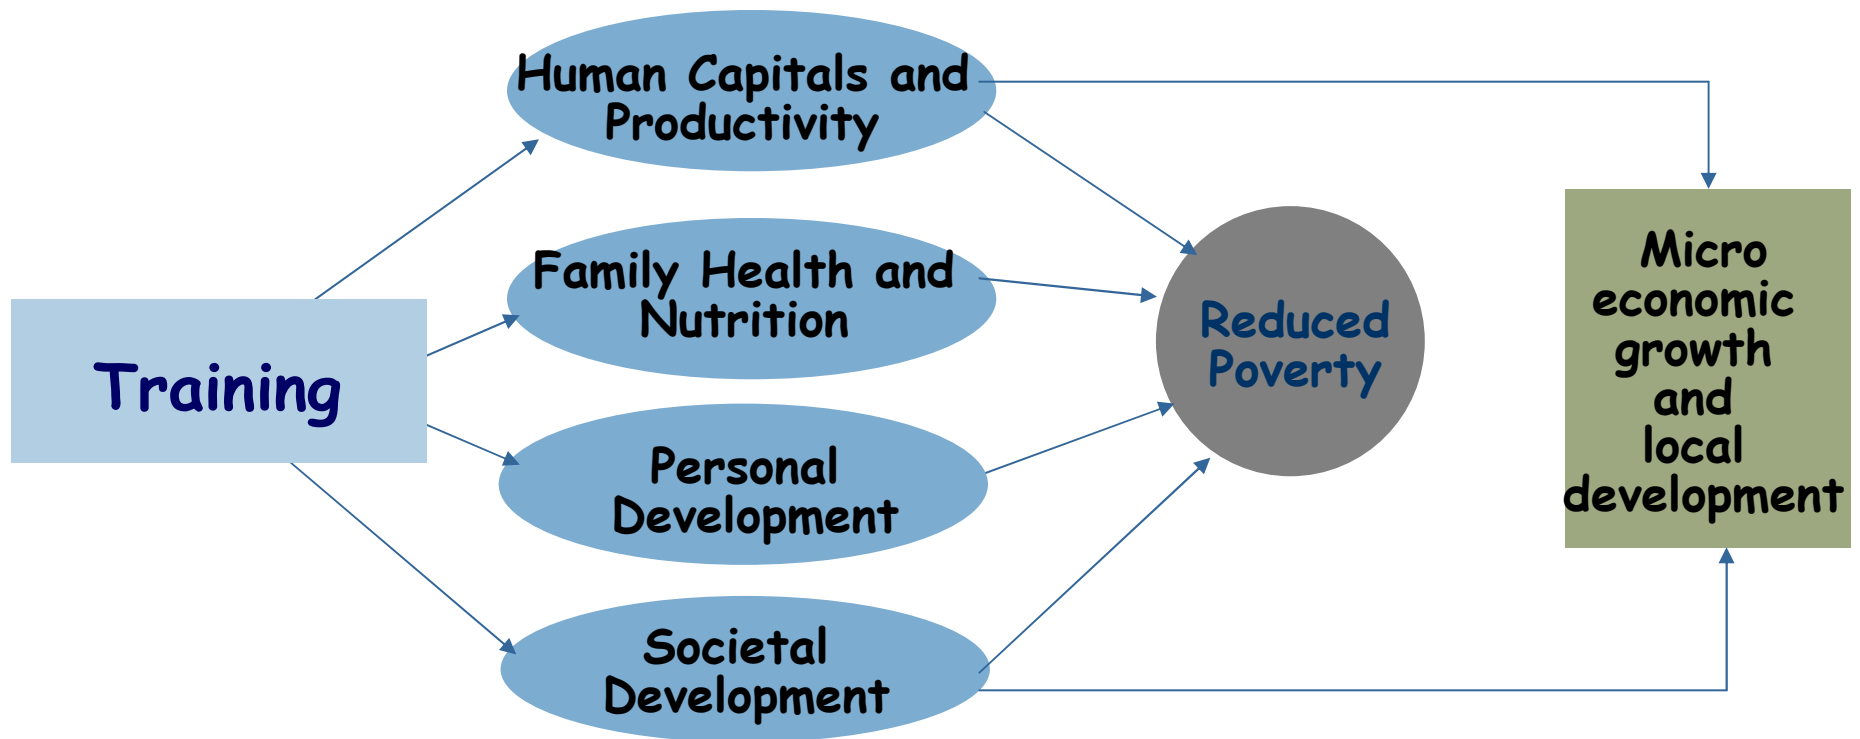 Human Capitals and
Productivity
Family Health and
Nutrition
Training
Personal
Development
Societal
Development
Reduced
Poverty
Micro
economic
growth
and
local
development